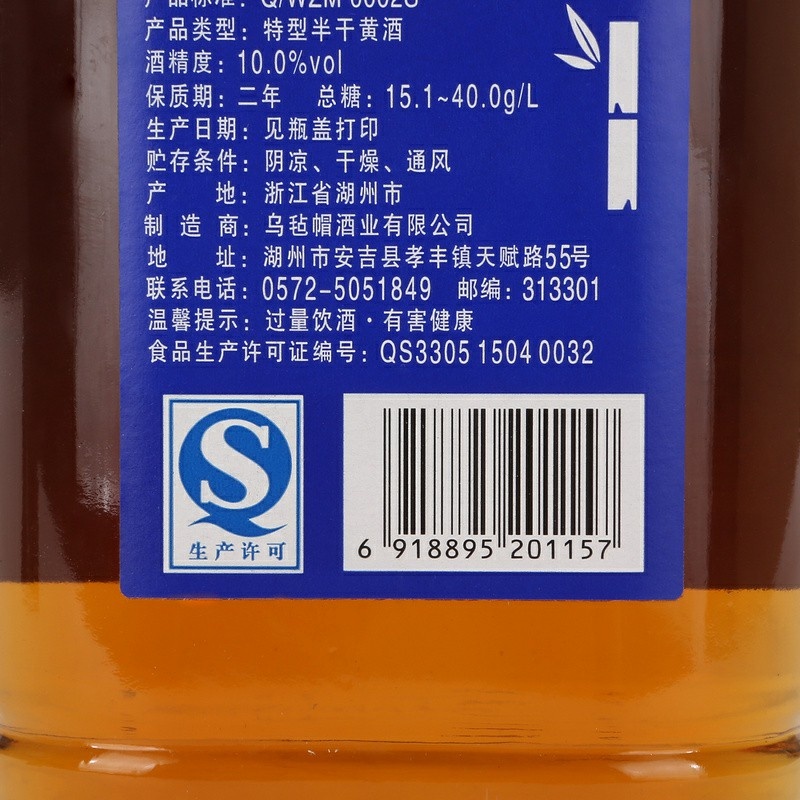 产品标准：Q/WZM 0002S
产品类型：特型半干黄酒
酒精度：10.0%vol
保质期：二年 总糖：15.1~40.0g/L
生产日期：见瓶盖打印
贮存条件：阴凉、干燥、通风
产 地：浙江省湖州市
制造商：乌毡帽酒业有限公司
地 址：湖州市安吉县孝丰镇天赋路55号
联系电话：0572-5051849 邮编：313301
温馨提示：过量饮酒·有害健康
食品生产许可证编号：QS3305 1504 0032
生产许可
6 918895 201157